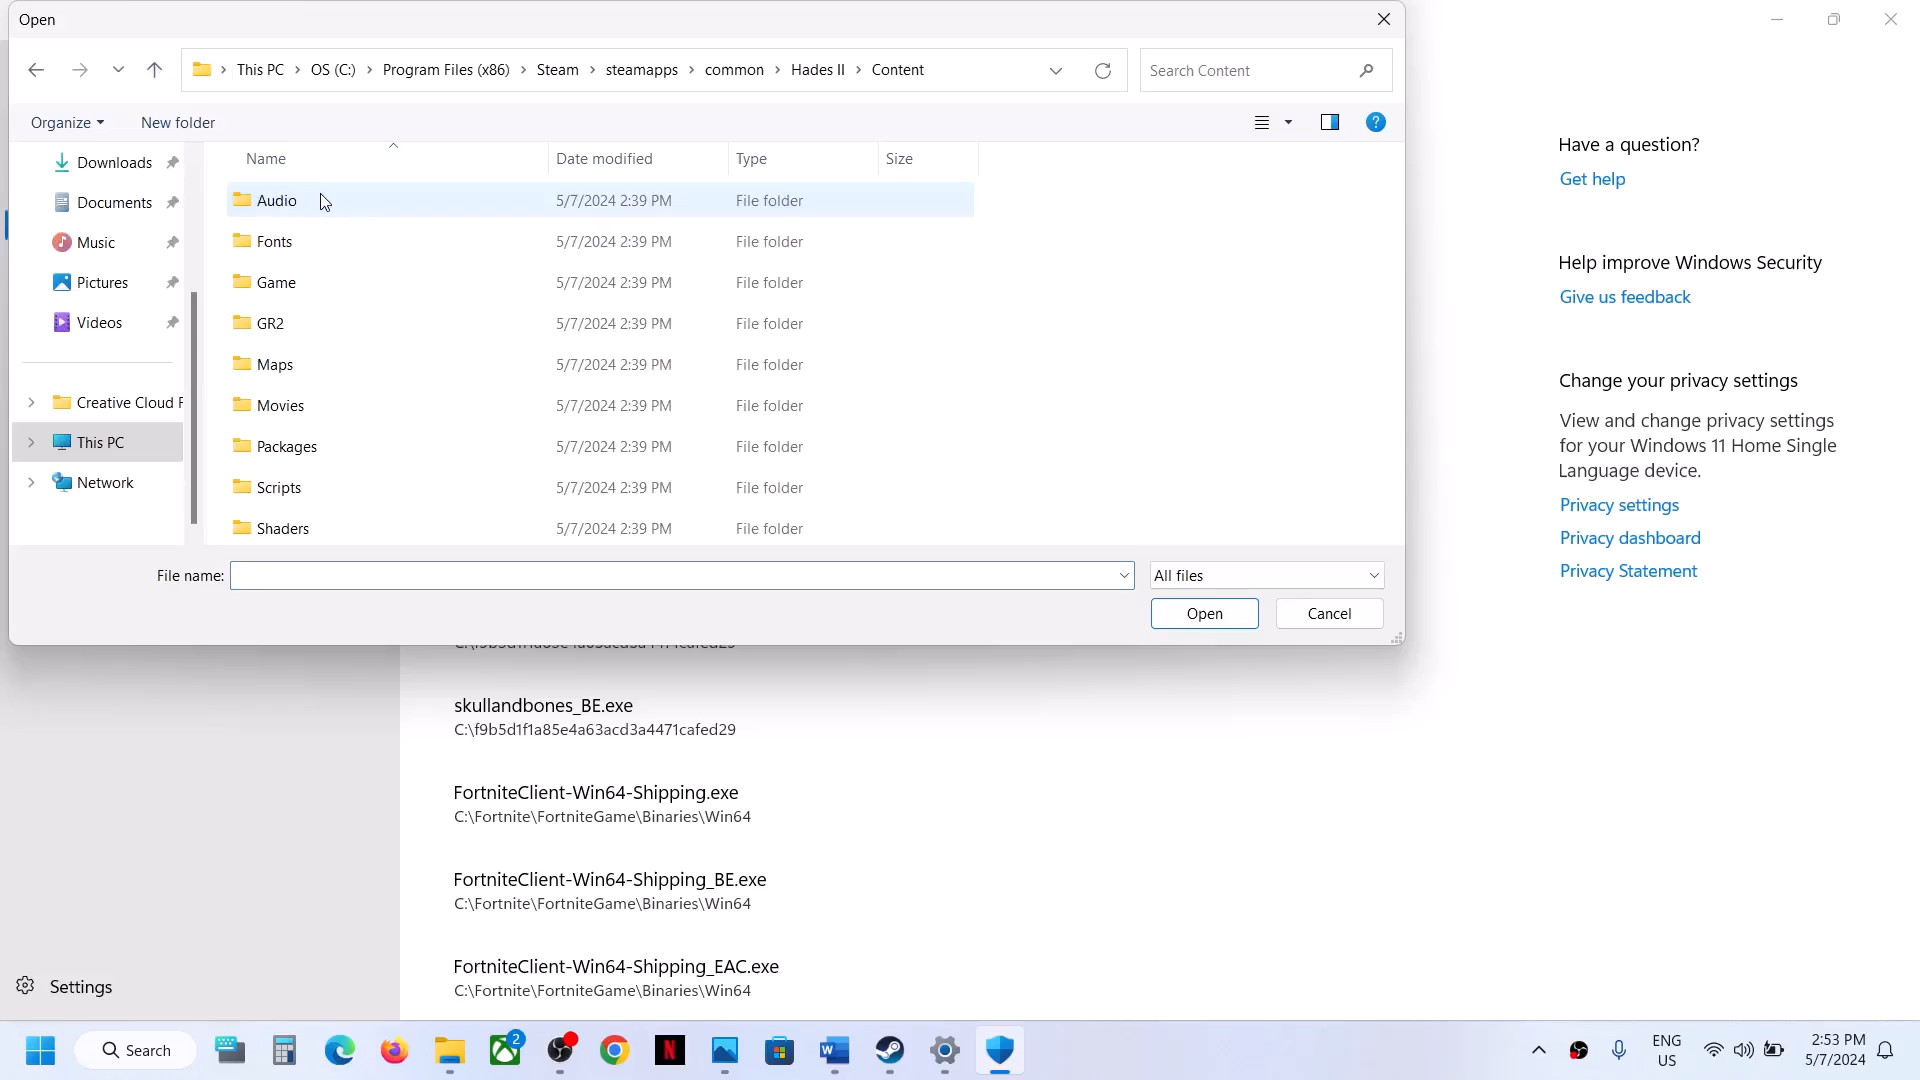 Open
This PC > OS (C:) > Program Files (x86) > Steam > steamapps > common > Hades II > Content
Search Content
Organize
New folder
Downloads
Documents
Music
Pictures
Videos
Creative Cloud F
This PC
Network
Name Date modified Type Size
Audio 5/7/2024 2:39 PM File folder
Fonts 5/7/2024 2:39 PM File folder
Game 5/7/2024 2:39 PM File folder
GR2 5/7/2024 2:39 PM File folder
Maps 5/7/2024 2:39 PM File folder
Movies 5/7/2024 2:39 PM File folder
Packages 5/7/2024 2:39 PM File folder
Scripts 5/7/2024 2:39 PM File folder
Shaders 5/7/2024 2:39 PM File folder
File name:
All files
Open
Cancel
skullandbones_BE.exe
C:\f9b5d1f1a85e4a63acd3a4471cafed29
FortniteClient-Win64-Shipping.exe
C:\Fortnite\FortniteGame\Binaries\Win64
FortniteClient-Win64-Shipping_BE.exe
C:\Fortnite\FortniteGame\Binaries\Win64
FortniteClient-Win64-Shipping_EAC.exe
C:\Fortnite\FortniteGame\Binaries\Win64
Settings
Have a question?
Get help
Help improve Windows Security
Give us feedback
Change your privacy settings
View and change privacy settings
for your Windows 11 Home Single
Language device.
Privacy settings
Privacy dashboard
Privacy Statement
Search
2
ENG
US
2:53 PM
5/7/2024